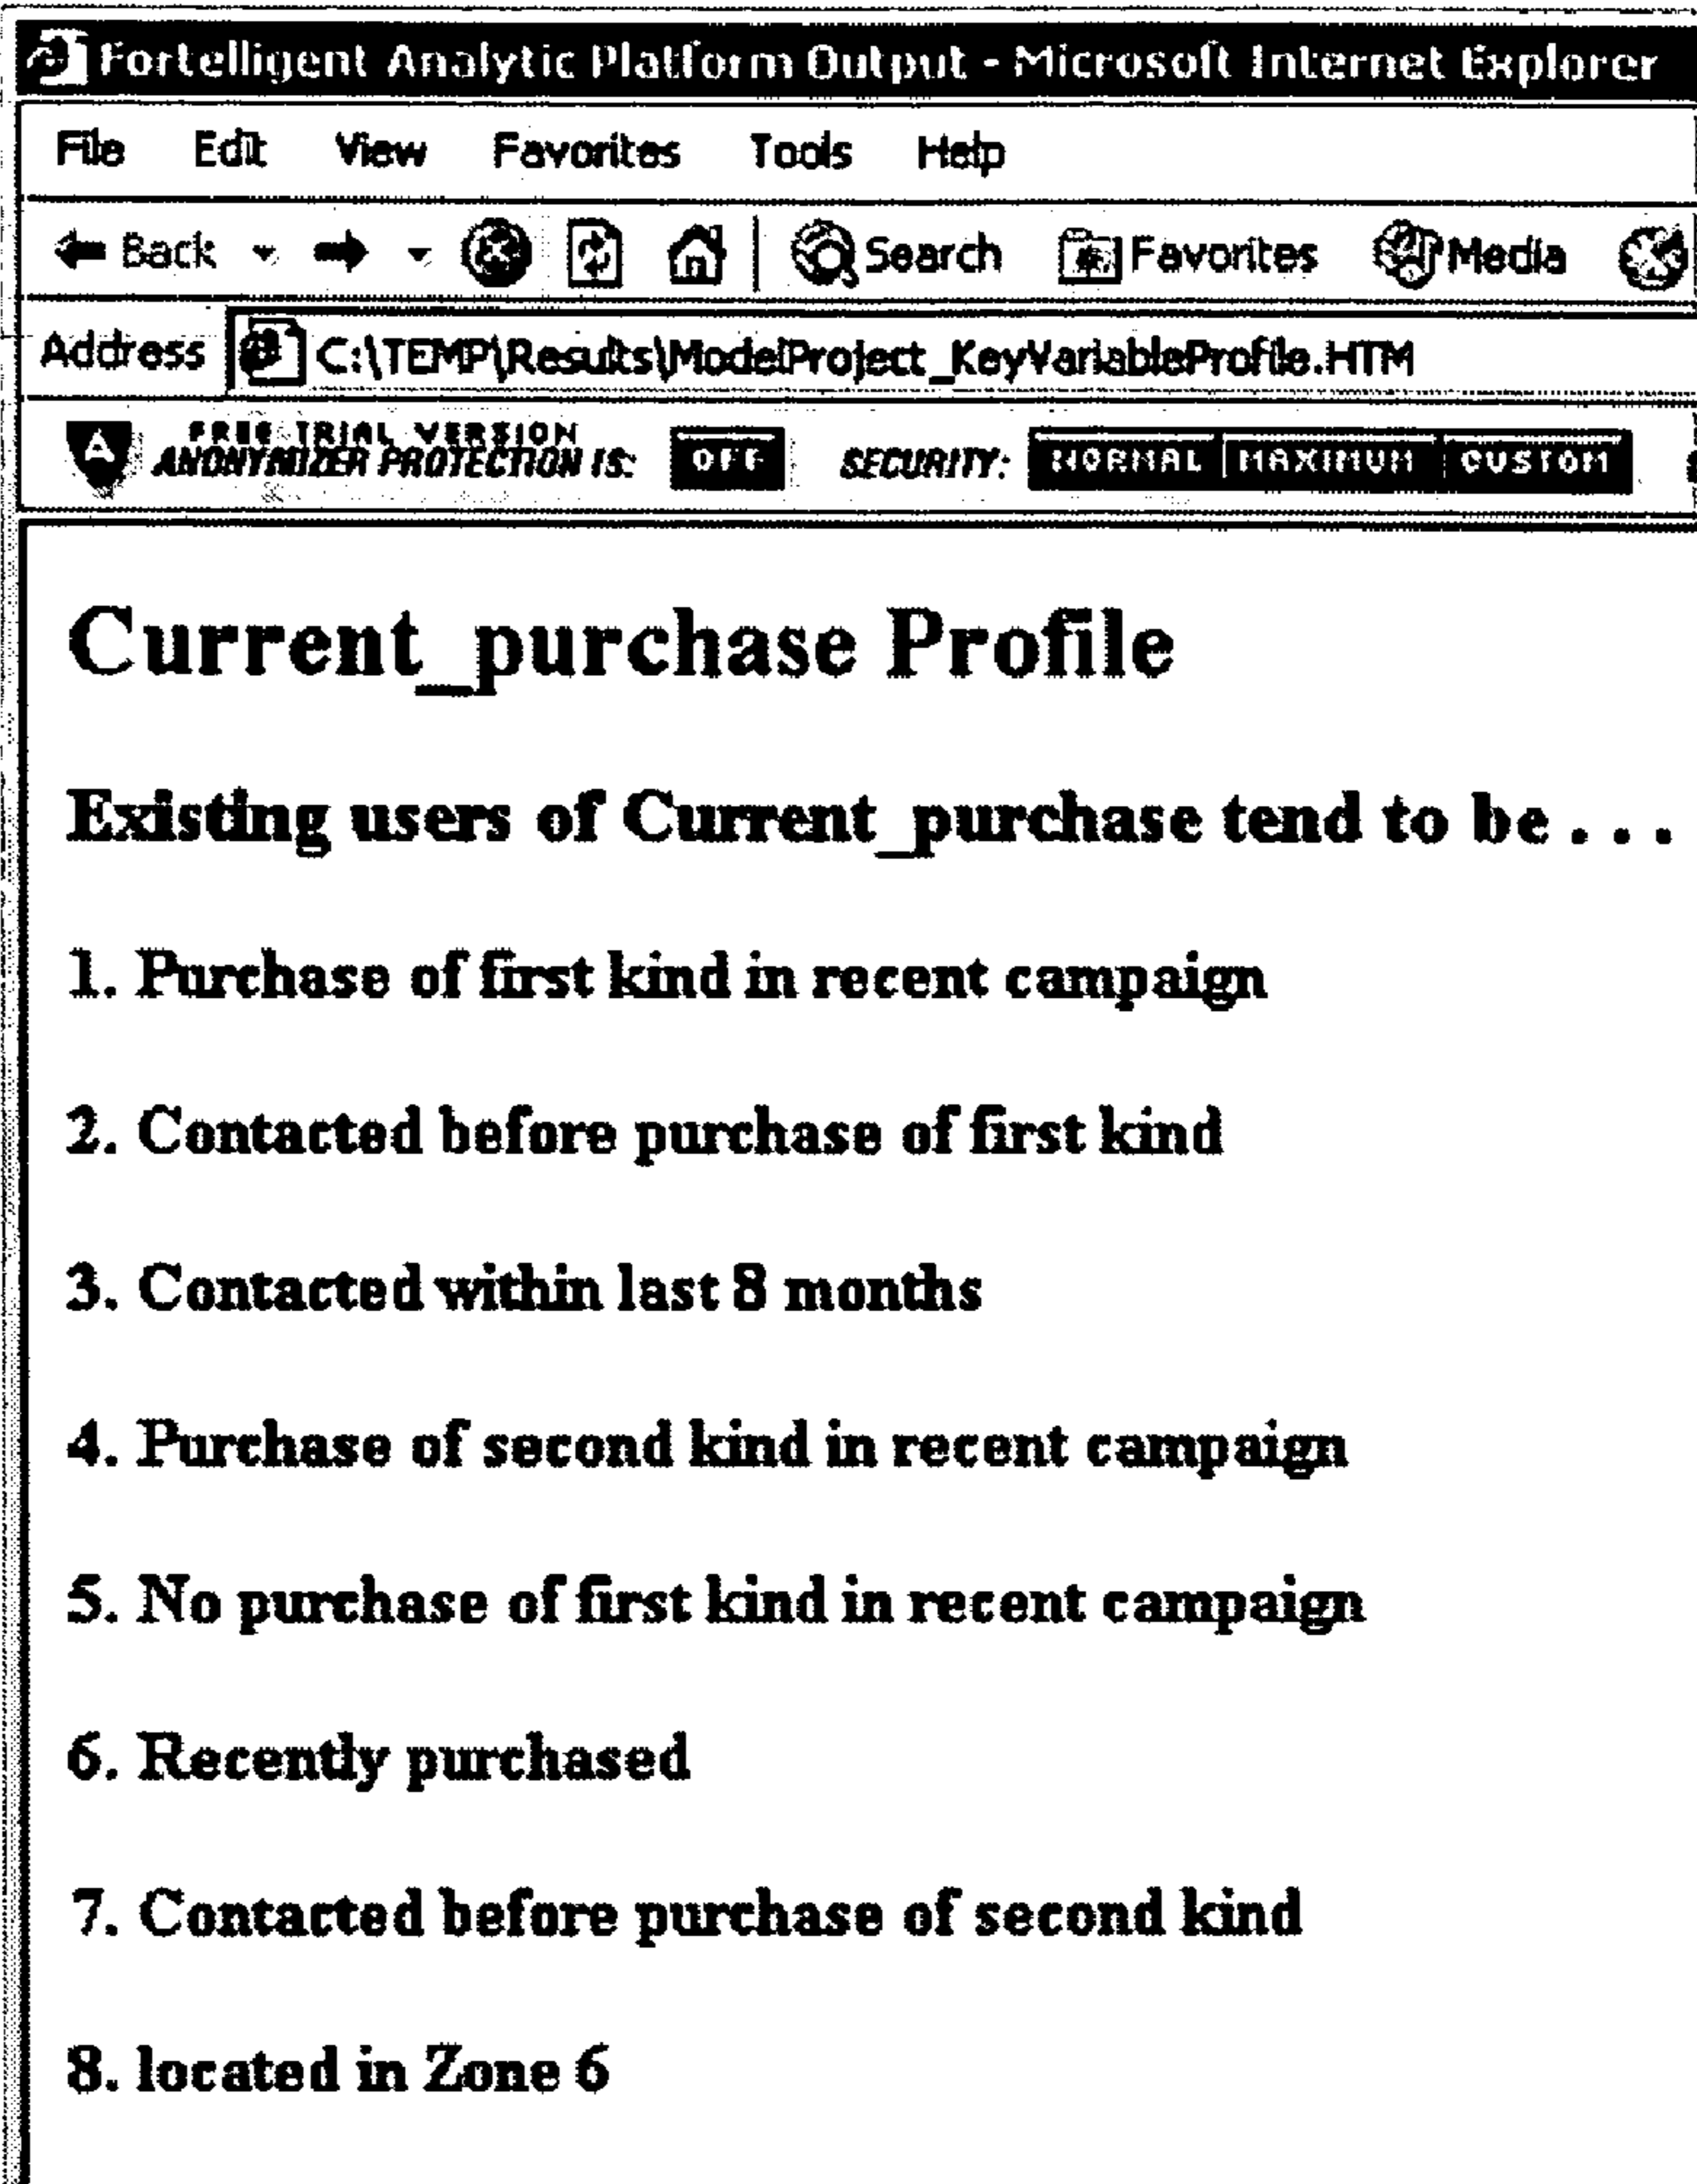 Fortelligent Analytic Platform Output - Microsoft Internet Explorer
File Edit View Favorites Tools Help
Back Search Favorites Media
Address C:\TEMP\Results\ModelProject_KeyVariableProfile.HTM
FREE TRIAL VERSION
ANONYMIZER PROTECTION IS: OFF SECURITY: NORMAL MAXIMUM CUSTOM
Current_purchase Profile
Existing users of Current_purchase tend to be . . .
1. Purchase of first kind in recent campaign
2. Contacted before purchase of first kind
3. Contacted within last 8 months
4. Purchase of second kind in recent campaign
5. No purchase of first kind in recent campaign
6. Recently purchased
7. Contacted before purchase of second kind
8. located in Zone 6